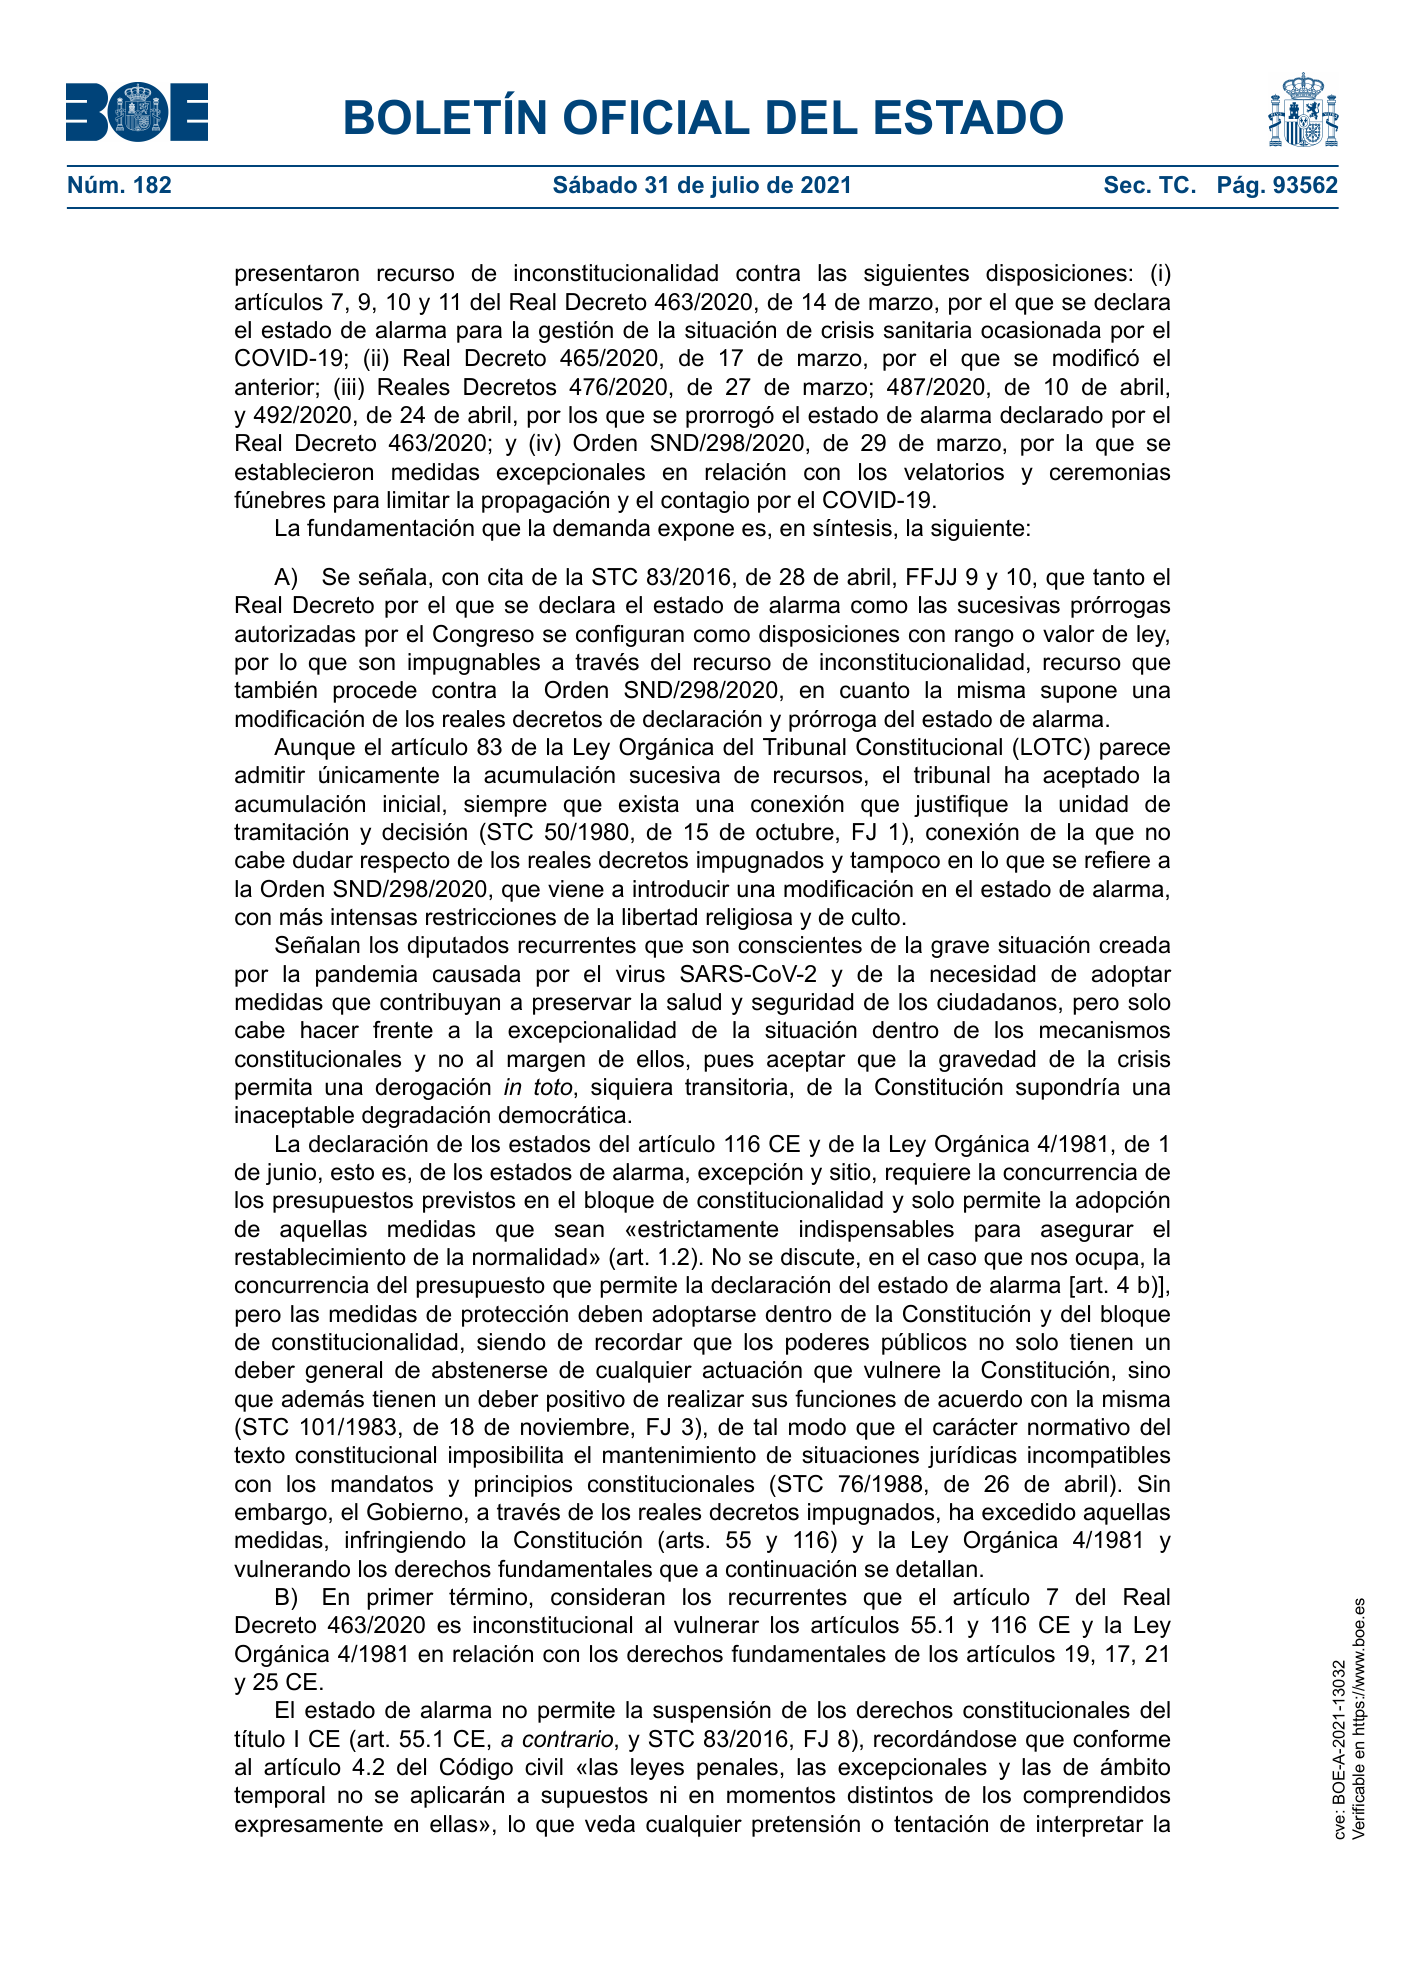 BOE
BOLETÍN OFICIAL DEL ESTADO
Núm. 182
Sábado 31 de julio de 2021
Sec. TC. Pág. 93562
presentaron recurso de inconstitucionalidad contra las siguientes disposiciones: (i)
artículos 7, 9, 10 y 11 del Real Decreto 463/2020, de 14 de marzo, por el que se declara
el estado de alarma para la gestión de la situación de crisis sanitaria ocasionada por el
COVID-19; (ii) Real Decreto 465/2020, de 17 de marzo, por el que se modificó el
anterior; (iii) Reales Decretos 476/2020, de 27 de marzo; 487/2020, de 10 de abril,
y 492/2020, de 24 de abril, por los que se prorrogó el estado de alarma declarado por el
Real Decreto 463/2020; y (iv) Orden SND/298/2020, de 29 de marzo, por la que se
establecieron medidas excepcionales en relación con los velatorios y ceremonias
fúnebres para limitar la propagación y el contagio por el COVID-19.
La fundamentación que la demanda expone es, en síntesis, la siguiente:
A) Se señala, con cita de la STC 83/2016, de 28 de abril, FFJJ 9 y 10, que tanto el
Real Decreto por el que se declara el estado de alarma como las sucesivas prórrogas
autorizadas por el Congreso se configuran como disposiciones con rango o valor de ley,
por lo que son impugnables a través del recurso de inconstitucionalidad, recurso que
también procede contra la Orden SND/298/2020, en cuanto la misma supone una
modificación de los reales decretos de declaración y prórroga del estado de alarma.
Aunque el artículo 83 de la Ley Orgánica del Tribunal Constitucional (LOTC) parece
admitir únicamente la acumulación sucesiva de recursos, el tribunal ha aceptado la
acumulación inicial, siempre que exista una conexión que justifique la unidad de
tramitación y decisión (STC 50/1980, de 15 de octubre, FJ 1), conexión de la que no
cabe dudar respecto de los reales decretos impugnados y tampoco en lo que se refiere a
la Orden SND/298/2020, que viene a introducir una modificación en el estado de alarma,
con más intensas restricciones de la libertad religiosa y de culto.
Señalan los diputados recurrentes que son conscientes de la grave situación creada
por la pandemia causada por el virus SARS-CoV-2 y de la necesidad de adoptar
medidas que contribuyan a preservar la salud y seguridad de los ciudadanos, pero solo
cabe hacer frente a la excepcionalidad de la situación dentro de los mecanismos
constitucionales y no al margen de ellos, pues aceptar que la gravedad de la crisis
permita una derogación in toto, siquiera transitoria, de la Constitución supondría una
inaceptable degradación democrática.
La declaración de los estados del artículo 116 CE y de la Ley Orgánica 4/1981, de 1
de junio, esto es, de los estados de alarma, excepción y sitio, requiere la concurrencia de
los presupuestos previstos en el bloque de constitucionalidad y solo permite la adopción
de aquellas medidas que sean «estrictamente indispensables para asegurar el
restablecimiento de la normalidad» (art. 1.2). No se discute, en el caso que nos ocupa, la
concurrencia del presupuesto que permite la declaración del estado de alarma [art. 4 b)],
pero las medidas de protección deben adoptarse dentro de la Constitución y del bloque
de constitucionalidad, siendo de recordar que los poderes públicos no solo tienen un
deber general de abstenerse de cualquier actuación que vulnere la Constitución, sino
que además tienen un deber positivo de realizar sus funciones de acuerdo con la misma
(STC 101/1983, de 18 de noviembre, FJ 3), de tal modo que el carácter normativo del
texto constitucional imposibilita el mantenimiento de situaciones jurídicas incompatibles
con los mandatos y principios constitucionales (STC 76/1988, de 26 de abril). Sin
embargo, el Gobierno, a través de los reales decretos impugnados, ha excedido aquellas
medidas, infringiendo la Constitución (arts. 55 y 116) y la Ley Orgánica 4/1981 y
vulnerando los derechos fundamentales que a continuación se detallan.
B) En primer término, consideran los recurrentes que el artículo 7 del Real
Decreto 463/2020 es inconstitucional al vulnerar los artículos 55.1 y 116 CE y la Ley
Orgánica 4/1981 en relación con los derechos fundamentales de los artículos 19, 17, 21
y 25 CE.
El estado de alarma no permite la suspensión de los derechos constitucionales del
título I CE (art. 55.1 CE, a contrario, y STC 83/2016, FJ 8), recordándose que conforme
al artículo 4.2 del Código civil «las leyes penales, las excepcionales y las de ámbito
temporal no se aplicarán a supuestos ni en momentos distintos de los comprendidos
expresamente en ellas», lo que veda cualquier pretensión o tentación de interpretar la
cve: BOE-A-2021-13032
Verificable en https://www.boe.es